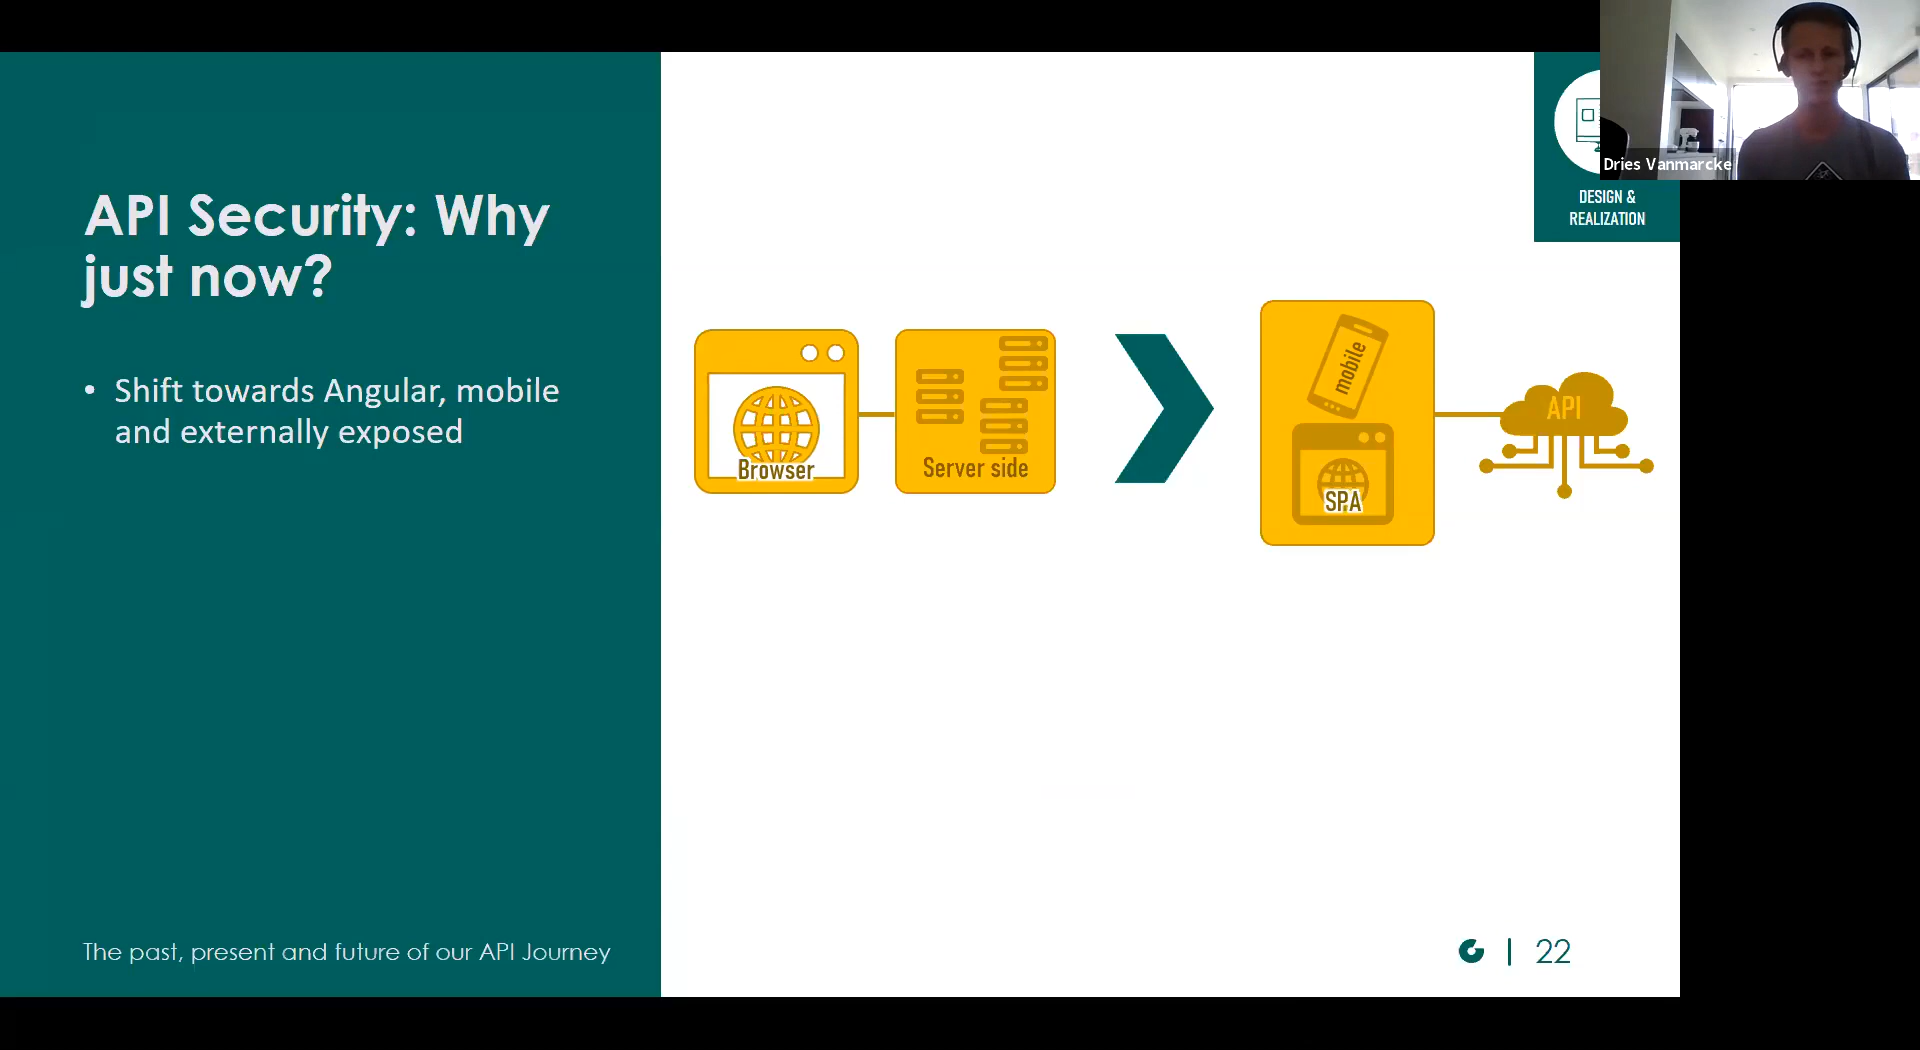 API Security: Why
just now?
• Shift towards Angular, mobile
and externally exposed
Browser
Server side
mobile
SPA
API
DESIGN &
REALIZATION
Dries Vanmarcke
The past, present and future of our API Journey
22